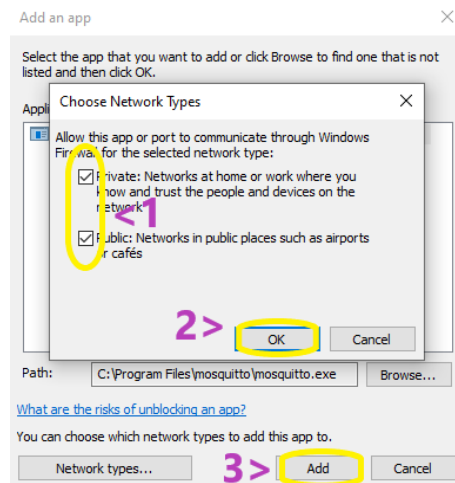 Add an app
Select the app that you want to add or click Browse to find one that is not
listed and then click OK.
Appli
Choose Network Types
Allow this app or port to communicate through Windows
Firewall for the selected network type:
Private: Networks at home or work where you
know and trust the people and devices on the
network
<1
Public: Networks in public places such as airports
or cafés
2>
OK
Cancel
Path:
C:\Program Files\mosquitto\mosquitto.exe
Browse...
What are the risks of unblocking an app?
You can choose which network types to add this app to.
Network types...
3>
Add
Cancel